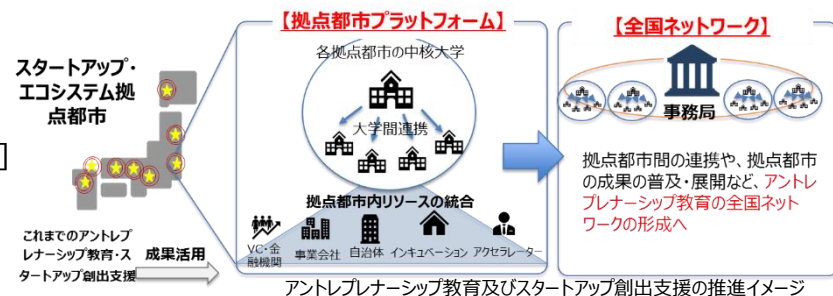 スタートアップ・
エコシステム拠
点都市
これまでのアントレプ
レナーシップ教育・ス
タートアップ創出支援
成果活用
【拠点都市プラットフォーム】
各拠点都市の中核大学
大学間連携
拠点都市内リソースの統合
VC・金
融機関
事業会社
自治体
インキュベーション
アクセラレーター
【全国ネットワーク】
事務局
拠点都市間の連携や、拠点都市
の成果の普及・展開など、アントレ
プレナーシップ教育の全国ネット
ワークの形成へ
アントレプレナーシップ教育及びスタートアップ創出支援の推進イメージ